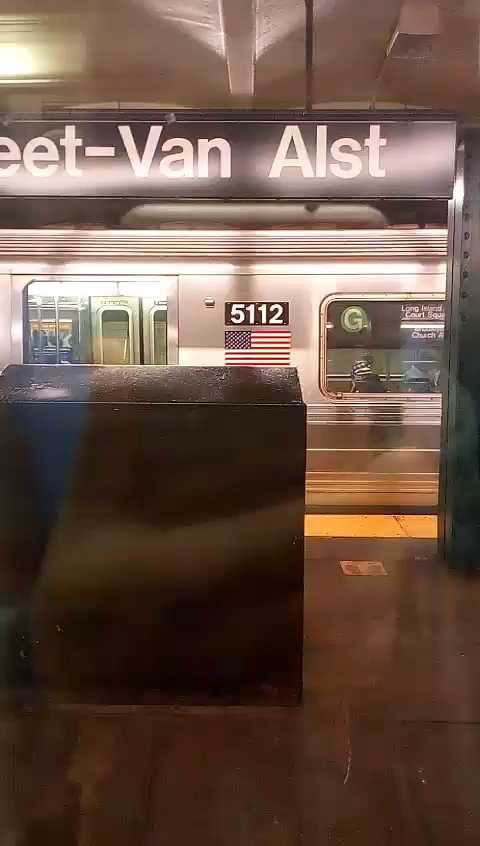 eet-Van Alst
5112
G
Long Island
Court Squa
Church A